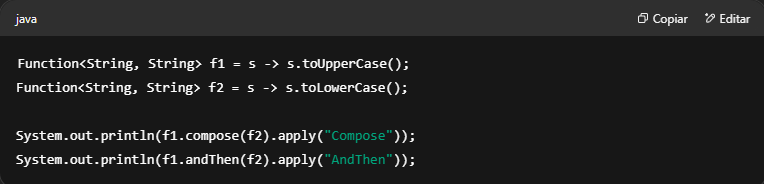 java
Copiar
Editar
Function<String, String> f1 = s -> s.toUpperCase();
Function<String, String> f2 = s -> s.toLowerCase();
System.out.println(f1.compose(f2).apply("Compose"));
System.out.println(f1.andThen(f2).apply("AndThen"));